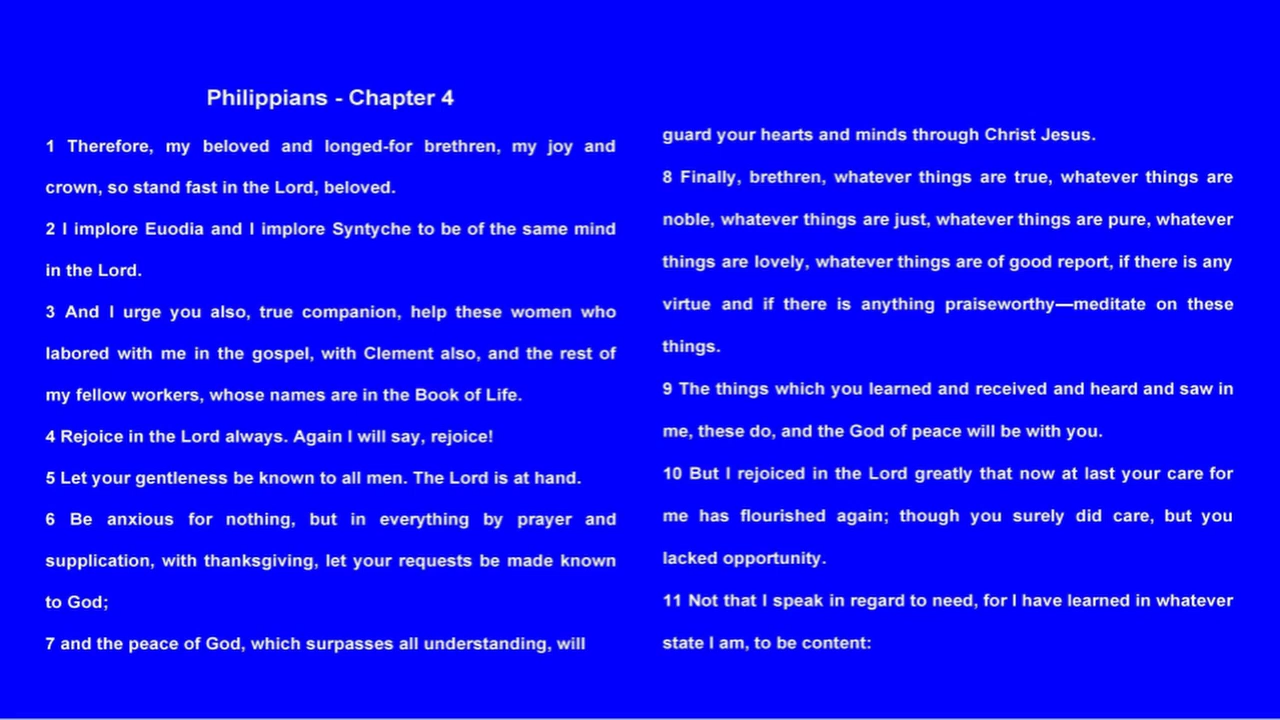 Philippians - Chapter 4
1 Therefore, my beloved and longed-for brethren, my joy and
crown, so stand fast in the Lord, beloved.
2 I implore Euodia and I implore Syntyche to be of the same mind
in the Lord.
3 And I urge you also, true companion, help these women who
labored with me in the gospel, with Clement also, and the rest of
my fellow workers, whose names are in the Book of Life.
4 Rejoice in the Lord always. Again I will say, rejoice!
5 Let your gentleness be known to all men. The Lord is at hand.
6 Be anxious for nothing, but in everything by prayer and
supplication, with thanksgiving, let your requests be made known
to God;
7 and the peace of God, which surpasses all understanding, will
guard your hearts and minds through Christ Jesus.
8 Finally, brethren, whatever things are true, whatever things are
noble, whatever things are just, whatever things are pure, whatever
things are lovely, whatever things are of good report, if there is any
virtue and if there is anything praiseworthy—meditate on these
things.
9 The things which you learned and received and heard and saw in
me, these do, and the God of peace will be with you.
10 But I rejoiced in the Lord greatly that now at last your care for
me has flourished again; though you surely did care, but you
lacked opportunity.
11 Not that I speak in regard to need, for I have learned in whatever
state I am, to be content: